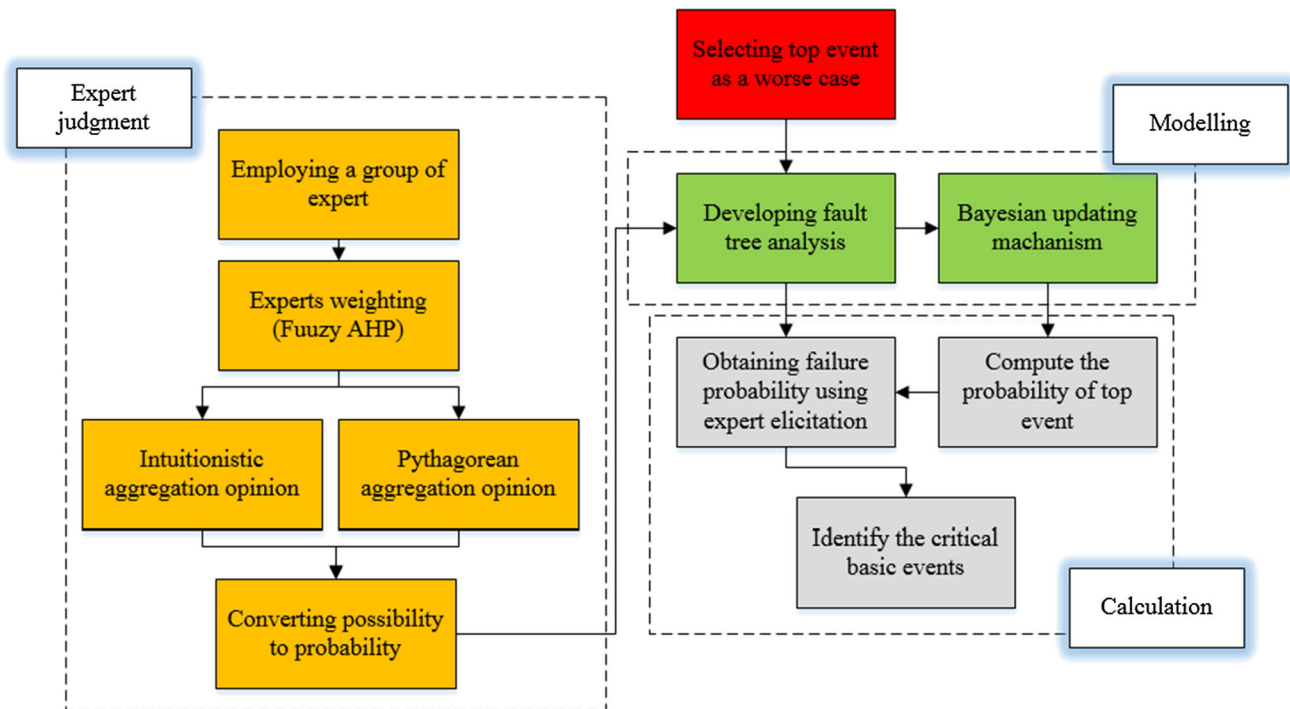 Expert
judgment
Employing a group of
expert
Experts weighting
(Fuuzy AHP)
Intuitionistic
aggregation opinion
Pythagorean
aggregation opinion
Converting possibility
to probability
Selecting top event
as a worse case
Modelling
Developing fault
tree analysis
Bayesian updating
machanism
Obtaining failure
probability using
expert elicitation
Compute the
probability of top
event
Identify the critical
basic events
Calculation